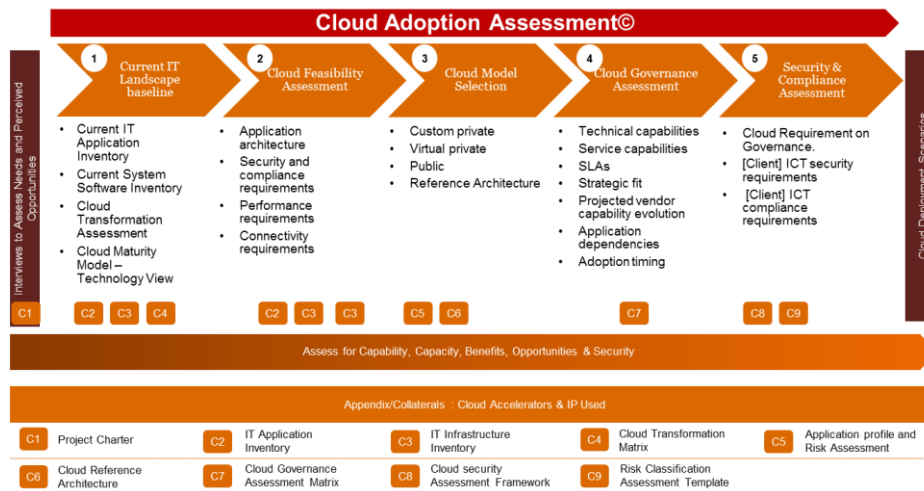 Cloud Adoption Assessment©
Interviews to Assess Needs and Perceived
Opportunities
C1
1
Current IT
Landscape
baseline
• Current IT
Application
Inventory
• Current System
Software Inventory
• Cloud
Transformation
Assessment
• Cloud Maturity
Model –
Technology View
C2 C3 C4
2
Cloud Feasibility
Assessment
• Application
architecture
• Security and
compliance
requirements
• Performance
requirements
• Connectivity
requirements
C2 C3 C3
3
Cloud Model
Selection
• Custom private
• Virtual private
• Public
• Reference Architecture
C5 C6
4
Cloud Governance
Assessment
• Technical capabilities
• Service capabilities
• SLAs
• Strategic fit
• Projected vendor
capability evolution
• Application
dependencies
• Adoption timing
C7
5
Security &
Compliance
Assessment
• Cloud Requirement on
Governance.
• [Client] ICT security
requirements
• [Client] ICT
compliance
requirements
C8 C9
Cloud Deployment Scenarios
Assess for Capability, Capacity, Benefits, Opportunities & Security
Appendix/Collaterals : Cloud Accelerators & IP Used
C1 Project Charter
C2 IT Application
Inventory
C3 IT Infrastructure
Inventory
C4 Cloud Transformation
Matrix
C5 Application profile and
Risk Assessment
C6 Cloud Reference
Architecture
C7 Cloud Governance
Assessment Matrix
C8 Cloud security
Assessment Framework
C9 Risk Classification
Assessment Template